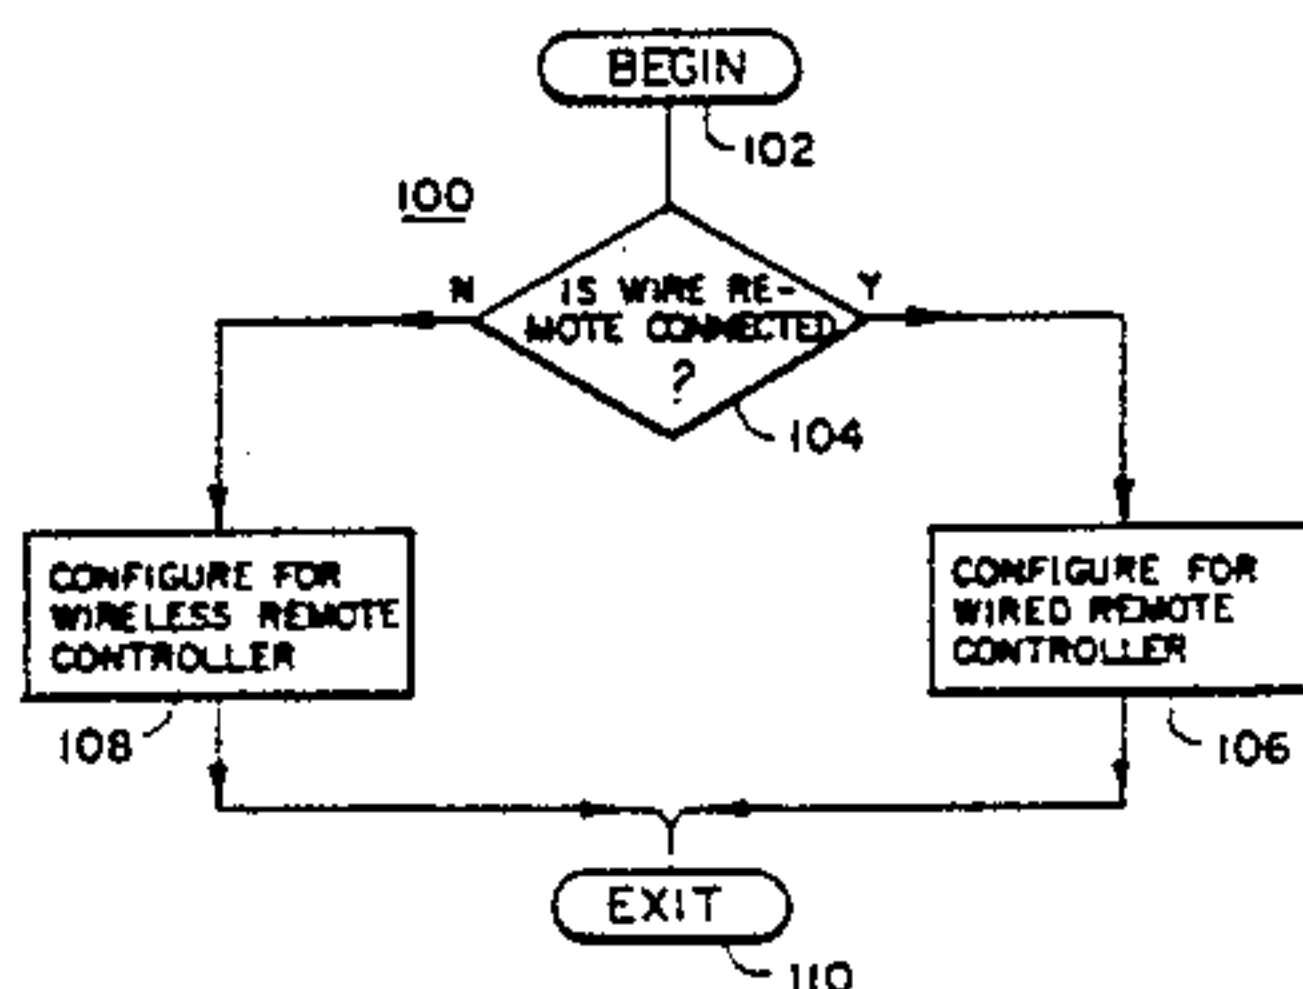 BEGIN
102
100
N
Y
IS WIRE RE-
MOTE CONNECTED
?
104
CONFIGURE FOR
WIRELESS REMOTE
CONTROLLER
108
CONFIGURE FOR
WIRED REMOTE
CONTROLLER
106
EXIT
110